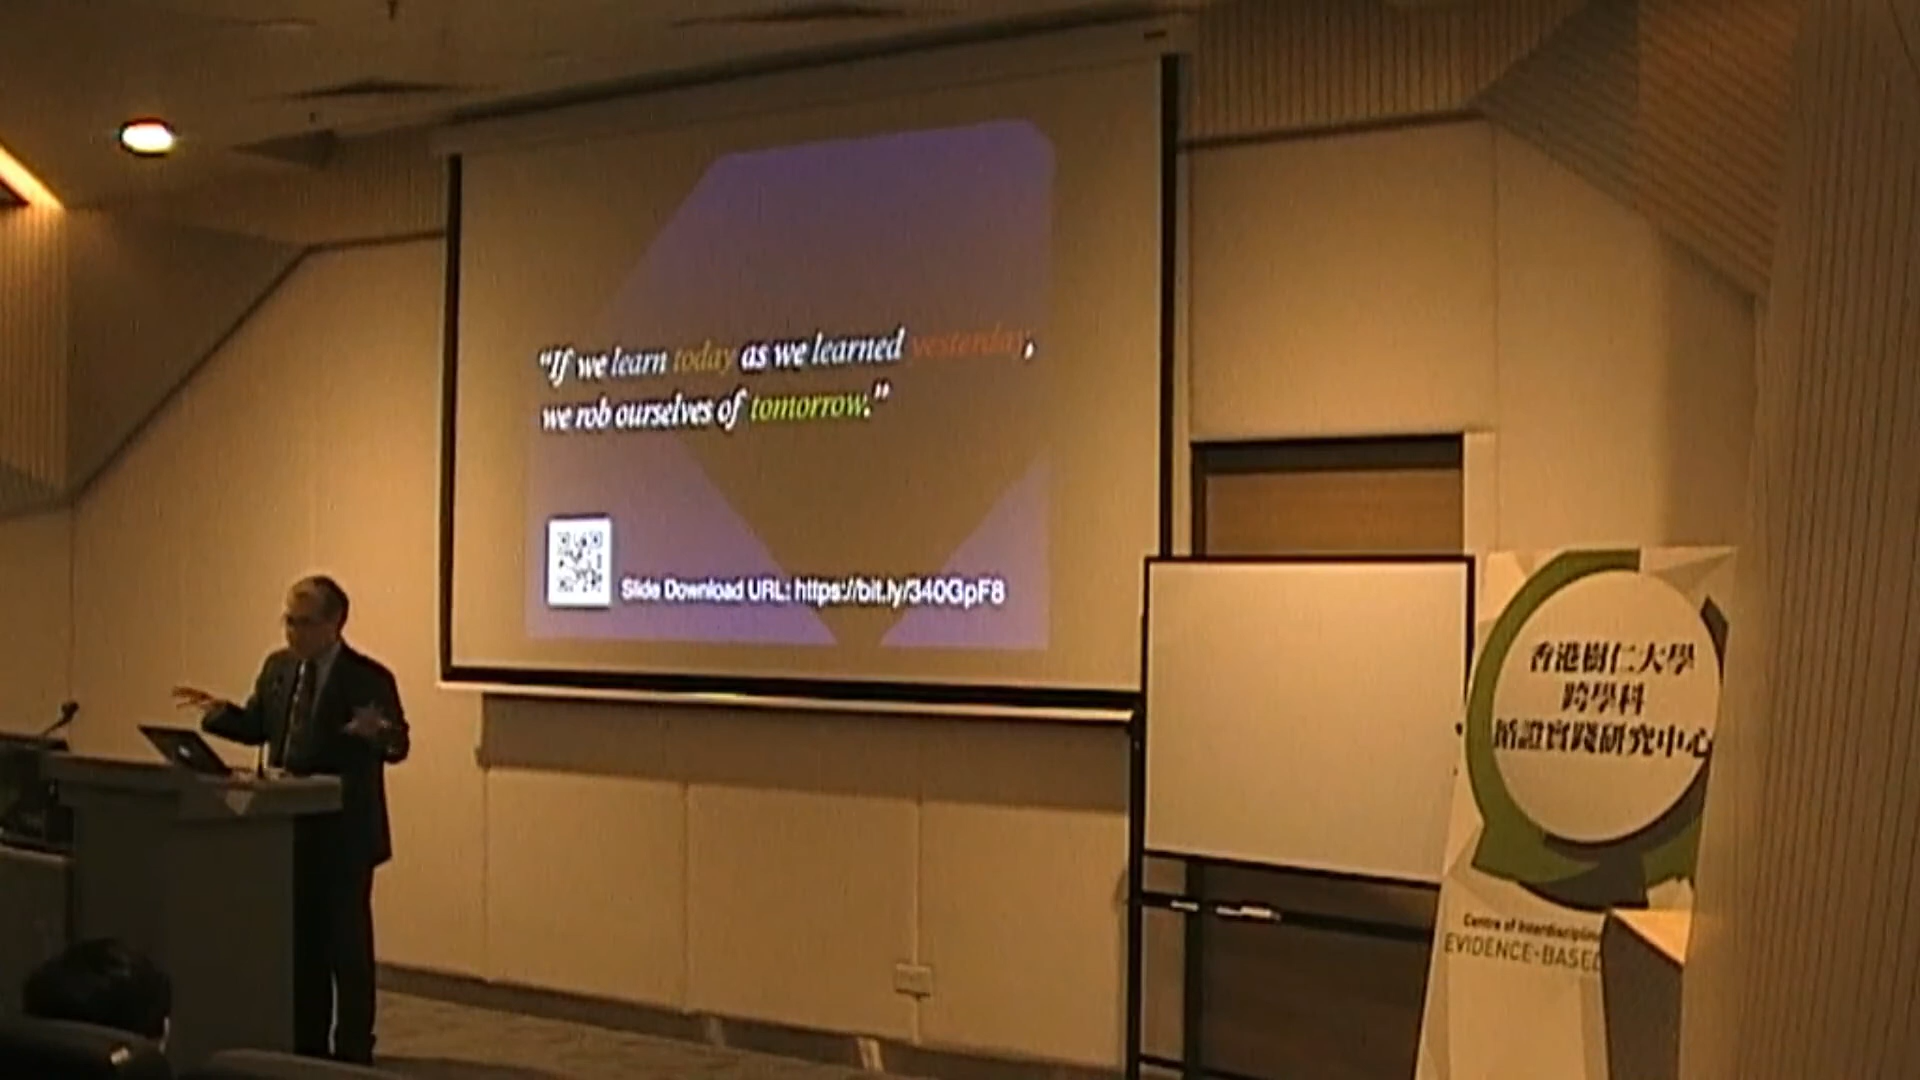 “If we learn today as we learned yesterday,
we rob ourselves of tomorrow.”
Slide Download URL: https://bit.ly/340GpF8
香港樹仁大學
跨學科
循證實踐研究中心
Centre of Interdisciplina
EVIDENCE-BASED